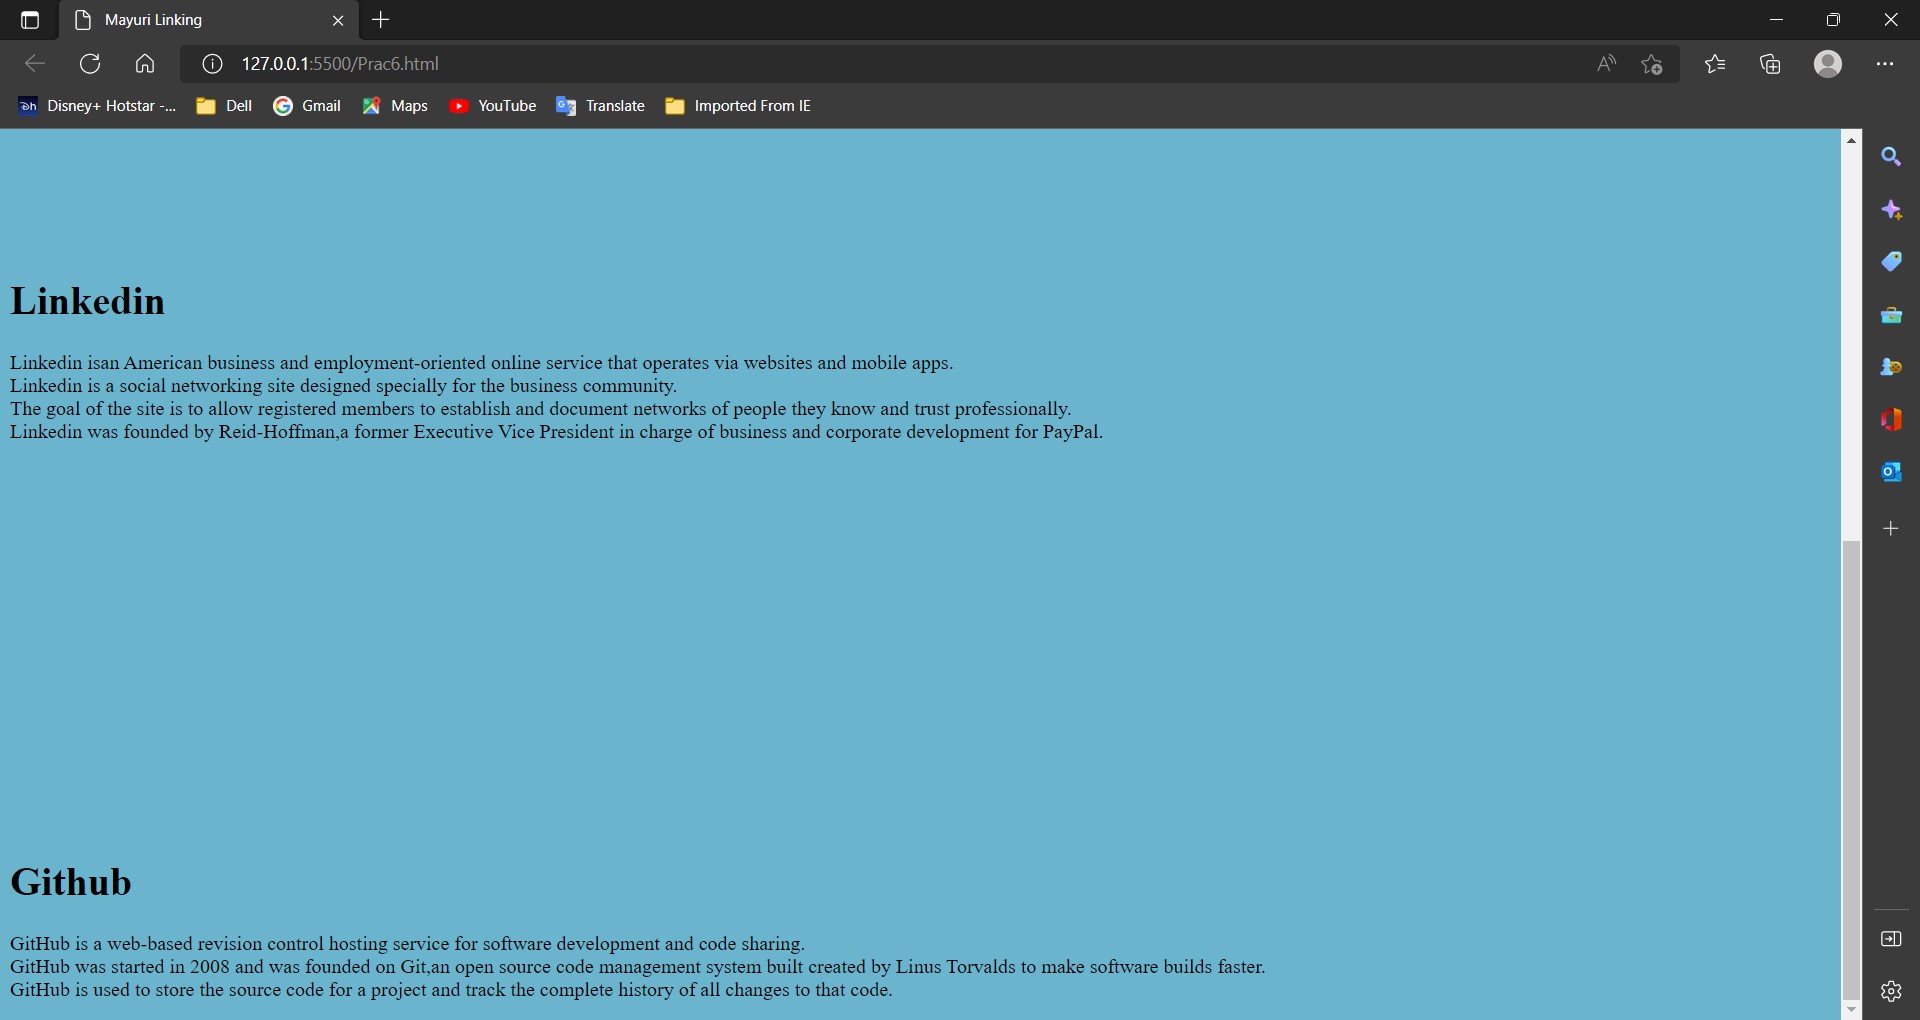 Mayuri Linking
127.0.0.1:5500/Prac6.html
Disney+ Hotstar -... Dell Gmail Maps YouTube Translate Imported From IE
Linkedin
Linkedin isan American business and employment-oriented online service that operates via websites and mobile apps.
Linkedin is a social networking site designed specially for the business community.
The goal of the site is to allow registered members to establish and document networks of people they know and trust professionally.
Linkedin was founded by Reid-Hoffman,a former Executive Vice President in charge of business and corporate development for PayPal.
Github
GitHub is a web-based revision control hosting service for software development and code sharing.
GitHub was started in 2008 and was founded on Git,an open source code management system built created by Linus Torvalds to make software builds faster.
GitHub is used to store the source code for a project and track the complete history of all changes to that code.